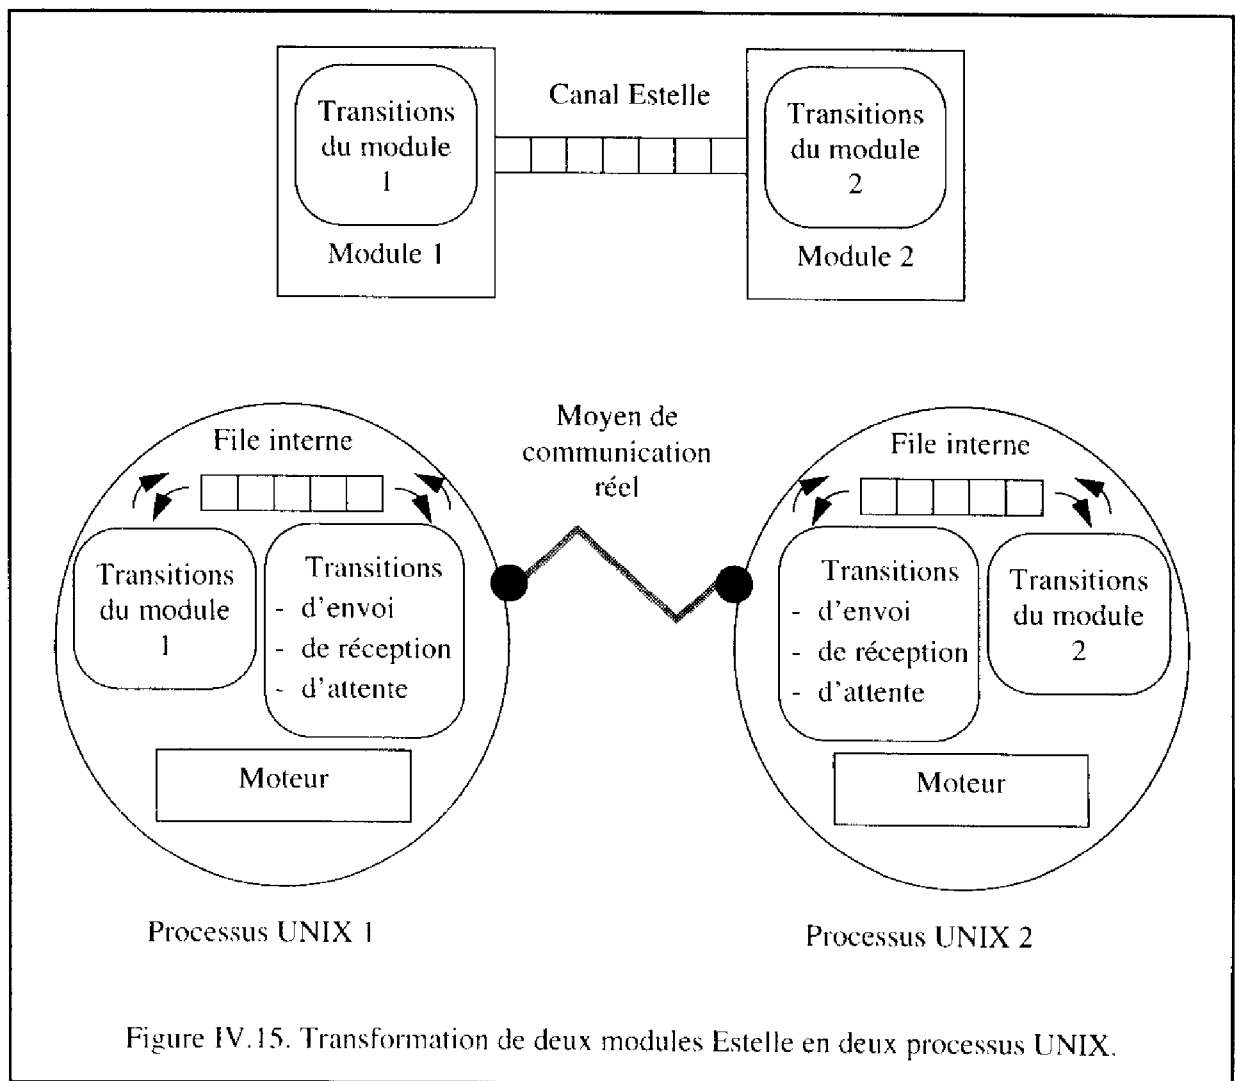 Transitions
du module
1
Module 1
Canal Estelle
Transitions
du module
2
Module 2
File interne
Transitions
du module
1
Transitions
- d'envoi
- de réception
- d'attente
Moteur
Processus UNIX 1
Moyen de
communication
réel
File interne
Transitions
- d'envoi
- de réception
- d'attente
Transitions
du module
2
Moteur
Processus UNIX 2
Figure IV.15. Transformation de deux modules Estelle en deux processus UNIX.